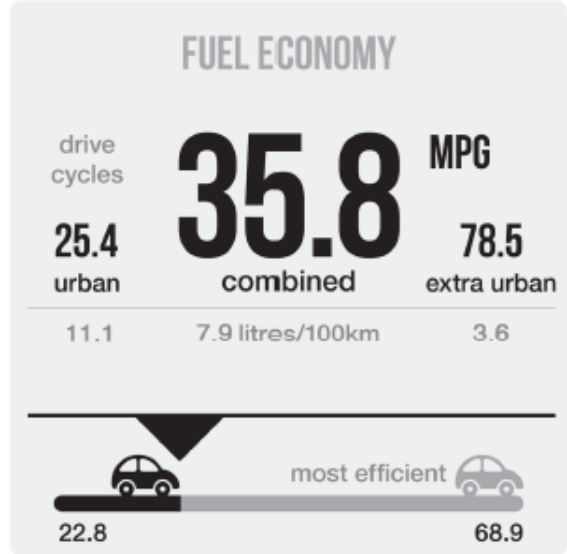 FUEL ECONOMY
drive
cycles
35.8 MPG
25.4
urban
combined
78.5
extra urban
11.1
7.9 litres/100km
3.6
most efficient
22.8
68.9